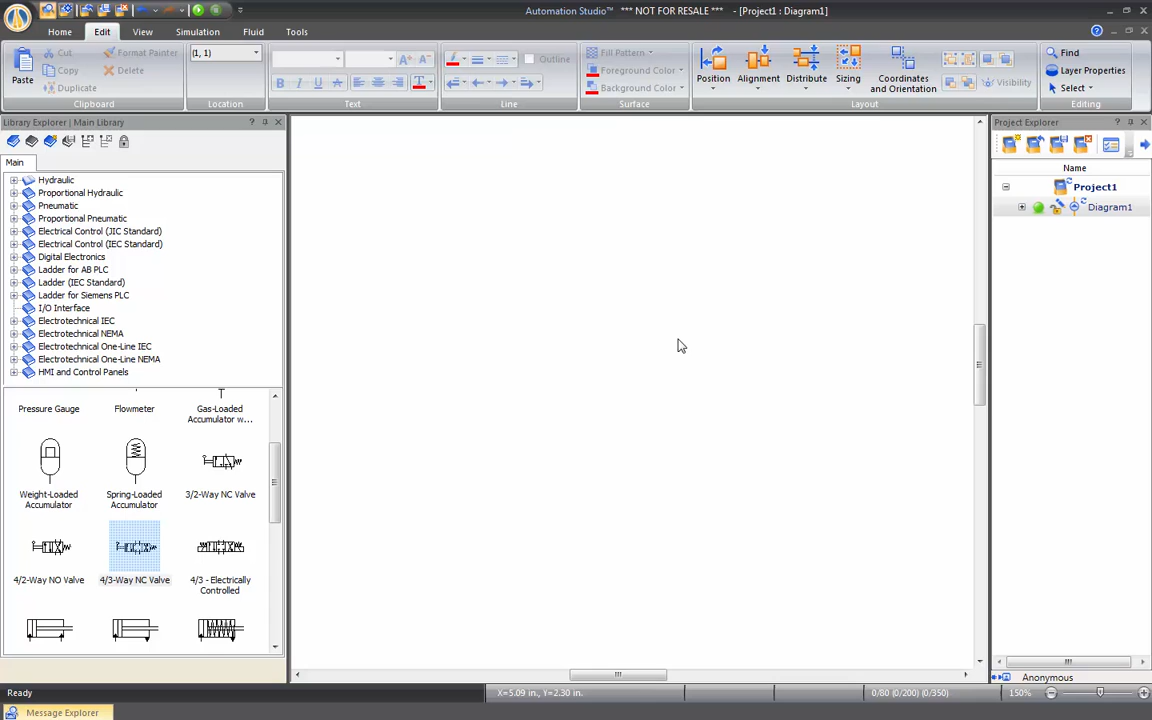 Automation Studio™  *** NOT FOR RESALE ***  - [Project1 : Diagram1]
Home Edit View Simulation Fluid Tools
Paste
Cut
Copy
Duplicate
Format Painter
Delete
Clipboard
(1, 1)
Location
B I U
Text
Outline
Line
Fill Pattern
Foreground Color
Background Color
Surface
Position
Alignment
Distribute
Sizing
Coordinates
and Orientation
Visibility
Layout
Find
Layer Properties
Select
Editing
Library Explorer | Main Library
Main
Hydraulic
Proportional Hydraulic
Pneumatic
Proportional Pneumatic
Electrical Control (JIC Standard)
Electrical Control (IEC Standard)
Digital Electronics
Ladder for AB PLC
Ladder (IEC Standard)
Ladder for Siemens PLC
I/O Interface
Electrotechnical IEC
Electrotechnical NEMA
Electrotechnical One-Line IEC
Electrotechnical One-Line NEMA
HMI and Control Panels
Pressure Gauge
Flowmeter
Gas-Loaded
Accumulator w...
Weight-Loaded
Accumulator
Spring-Loaded
Accumulator
3/2-Way NC Valve
4/2-Way NO Valve
4/3-Way NC Valve
4/3 - Electrically
Controlled
Project Explorer
Name
Project1
Diagram1
Anonymous
Ready
X=5.09 in., Y=2.30 in.
0/80 (0/200) (0/350)
150%
Message Explorer